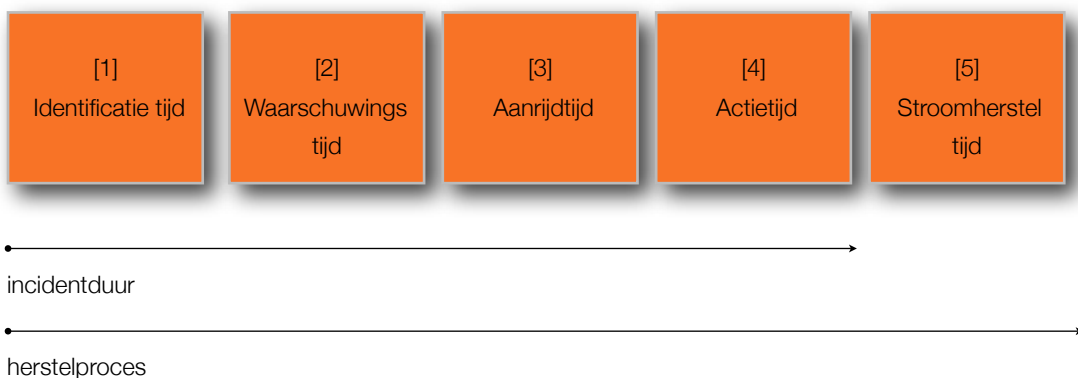 [1]
Identificatie tijd
[2]
Waarschuwings
tijd
[3]
Aanrijdtijd
[4]
Actietijd
[5]
Stroomherstel
tijd
incidentduur
herstelproces